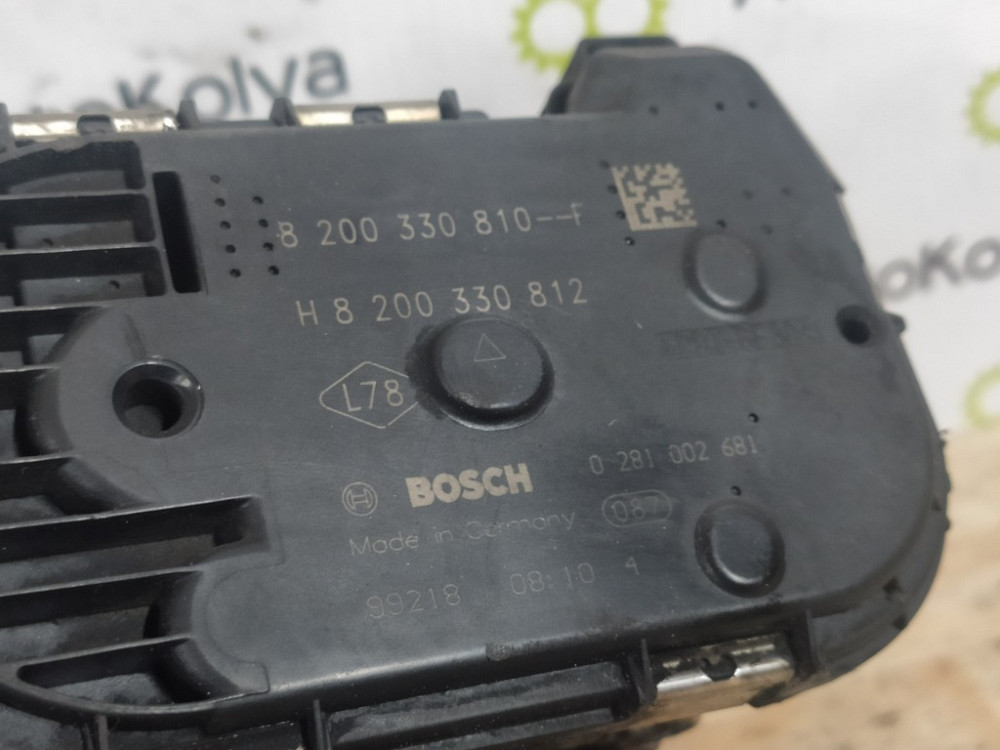 Kolya
8 200 330 810--F
H 8 200 330 812
L78
BOSCH
0 281 002 681
Made in Germany
087
99218 08:10 4